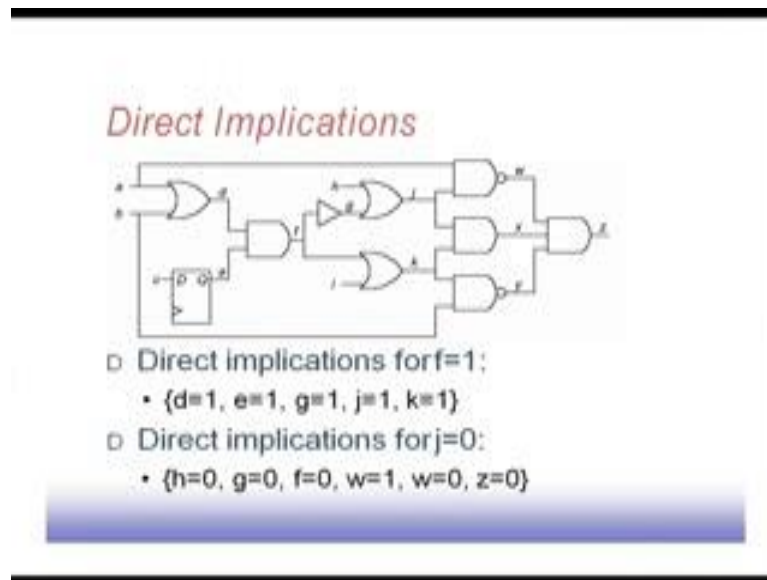 Direct Implications
a
b
d
f
h
g
j
i
k
c
D Q
e
w
x
y
z
D Direct implications forf=1:
• {d=1, e=1, g=1, j=1, k=1}
D Direct implications forj=0:
• {h=0, g=0, f=0, w=1, w=0, z=0}